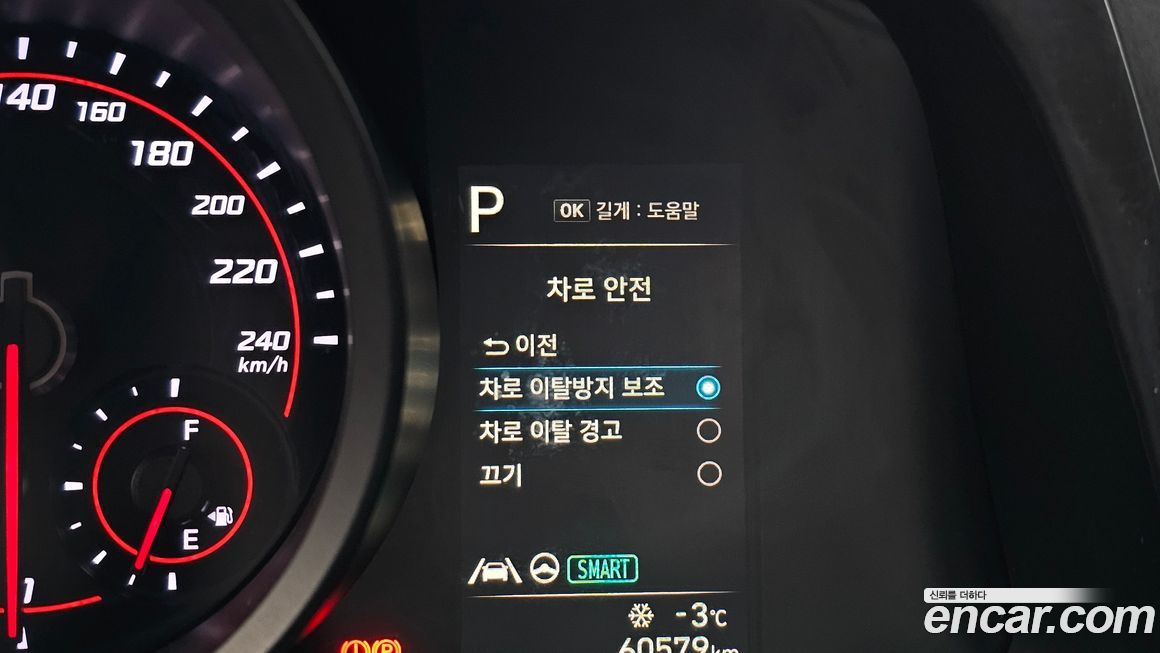 140
160
180
200
220
240
km/h
F
E
P
OK 길게 : 도움말
차로 안전
이전
차로 이탈방지 보조
차로 이탈 경고
끄기
SMART
-3℃
60579km
신뢰를 더하다
encar.com